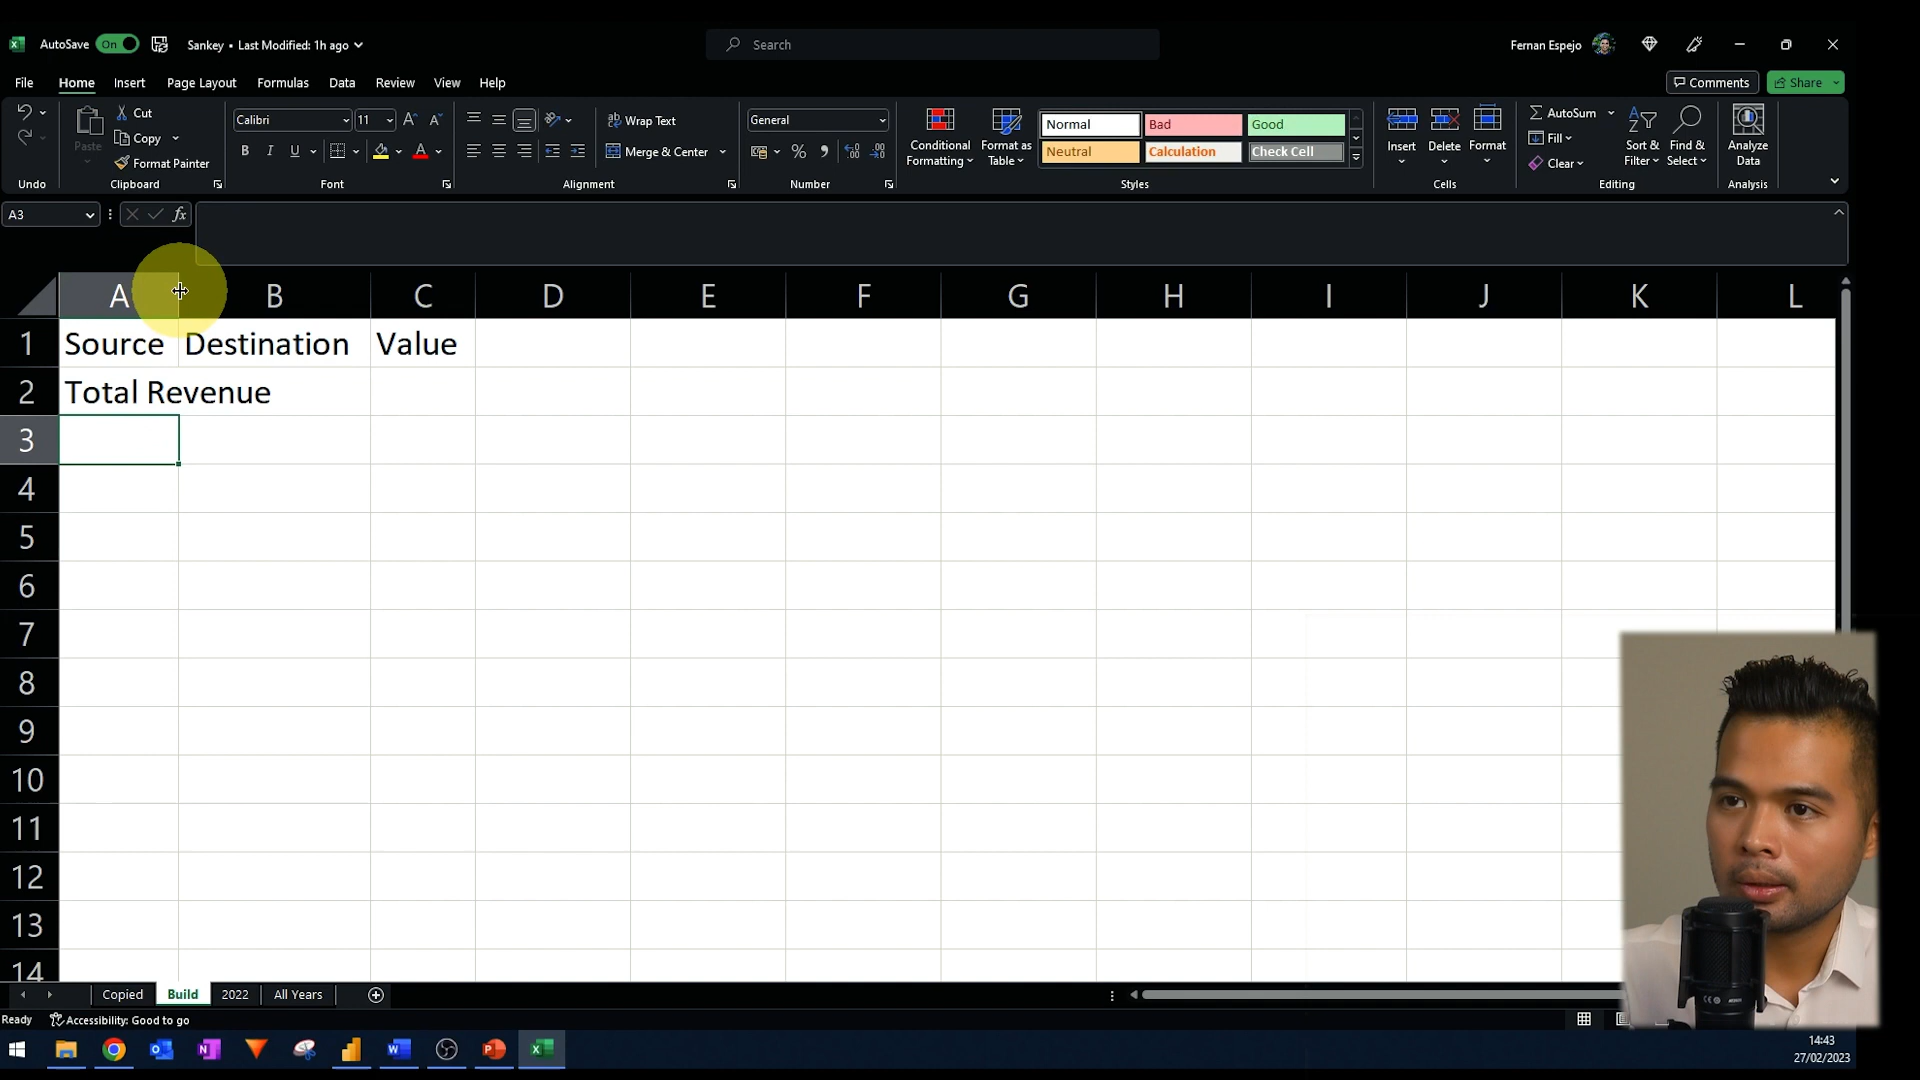 AutoSave On Sankey • Last Modified: 1h ago Search Fernan Espejo
File Home Insert Page Layout Formulas Data Review View Help Comments Share
Undo
Paste Cut Copy Format Painter
Clipboard
Calibri 11
B I U A
Font
Wrap Text
Merge & Center
Alignment
General
%
Number
Conditional Formatting
Format as Table
Normal Bad Good
Neutral Calculation Check Cell
Styles
Insert Delete Format
Cells
AutoSum
Fill
Clear
Sort & Filter
Find & Select
Editing
Analyze Data
Analysis
A3 fx
A B C D E F G H I J K L
1 Source Destination Value
2 Total Revenue
3
4
5
6
7
8
9
10
11
12
13
14
Copied Build 2022 All Years
Ready Accessibility: Good to go
14:43
27/02/2023